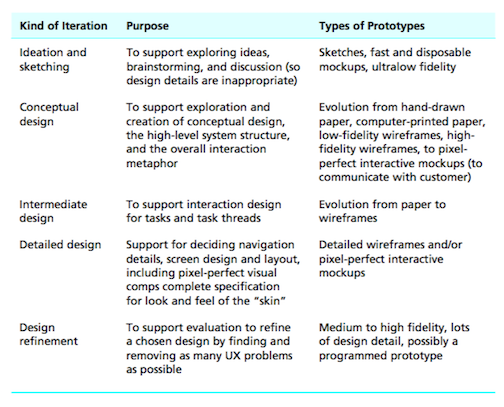 Kind of Iteration Purpose Types of Prototypes
Ideation and To support exploring ideas, Sketches, fast and disposable
sketching brainstorming, and discussion (so mockups, ultralow fidelity
design details are inappropriate)
Conceptual To support exploration and Evolution from hand-drawn
design creation of conceptual design, paper, computer-printed paper,
the high-level system structure, low-fidelity wireframes, high-
and the overall interaction fidelity wireframes, to pixel-
metaphor perfect interactive mockups (to
communicate with customer)
Intermediate To support interaction design Evolution from paper to
design for tasks and task threads wireframes
Detailed design Support for deciding navigation Detailed wireframes and/or
details, screen design and layout, pixel-perfect interactive
including pixel-perfect visual mockups
comps complete specification
for look and feel of the “skin”
Design To support evaluation to refine Medium to high fidelity, lots
refinement a chosen design by finding and of design detail, possibly a
removing as many UX problems programmed prototype
as possible